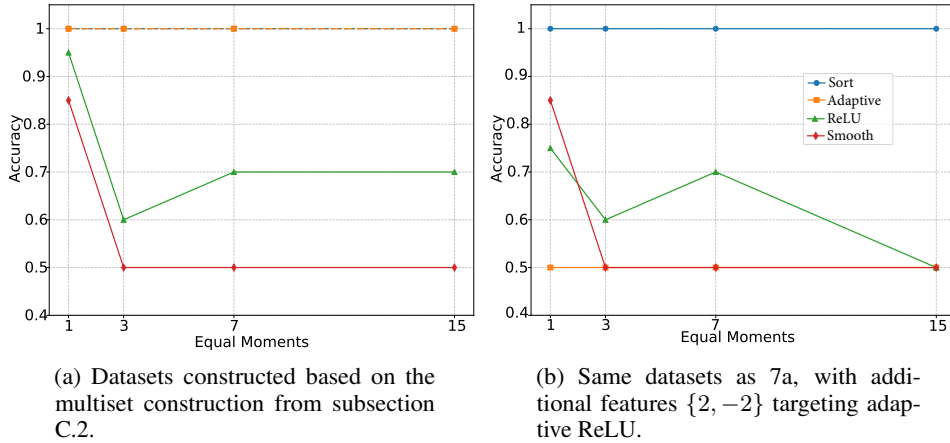 1
0.9
0.8
0.7
0.6
0.5
0.4
Accuracy
1
3
7
15
Equal Moments
(a) Datasets constructed based on the
multiset construction from subsection
C.2.
1
0.9
0.8
0.7
0.6
0.5
0.4
Accuracy
Sort
Adaptive
ReLU
Smooth
1
3
7
15
Equal Moments
(b) Same datasets as 7a, with addi-
tional features {2, −2} targeting adap-
tive ReLU.